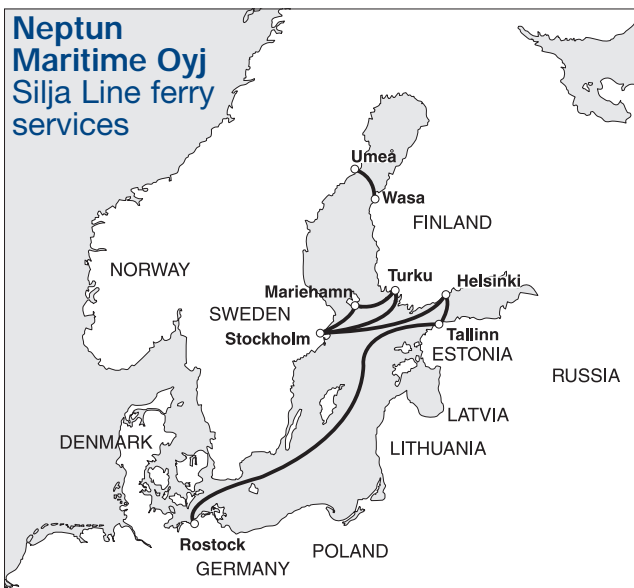 Neptun
Maritime Oyj
Silja Line ferry
services
Umeå
Wasa
FINLAND
NORWAY
Turku
Helsinki
Mariehamn
SWEDEN
Stockholm
Tallinn
ESTONIA
RUSSIA
LATVIA
DENMARK
LITHUANIA
Rostock
POLAND
GERMANY